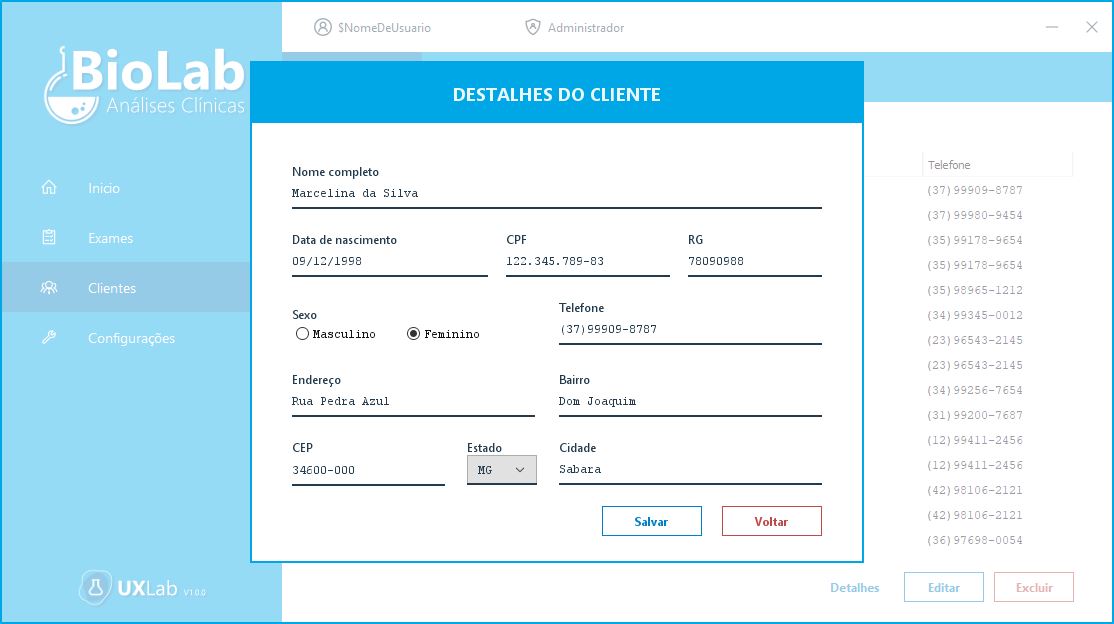 $NomeDeUsuario
Administrador
BioLab
Análises Clínicas
Inicio
Exames
Clientes
Configurações
UXLab V1.0.0
DESTALHES DO CLIENTE
Nome completo
Marcelina da Silva
Data de nascimento CPF RG
09/12/1998 122.345.789-83 78090988
Sexo Telefone
Masculino Feminino (37)99909-8787
Endereço Bairro
Rua Pedra Azul Dom Joaquim
CEP Estado Cidade
34600-000 MG Sabara
Salvar Voltar
Telefone
(37)99909-8787
(37)99980-9454
(35)99178-9654
(35)99178-9654
(35)98965-1212
(34)99345-0012
(23)96543-2145
(23)96543-2145
(34)99256-7654
(31)99200-7687
(12)99411-2456
(12)99411-2456
(42)98106-2121
(42)98106-2121
(36)97698-0054
Detalhes Editar Excluir